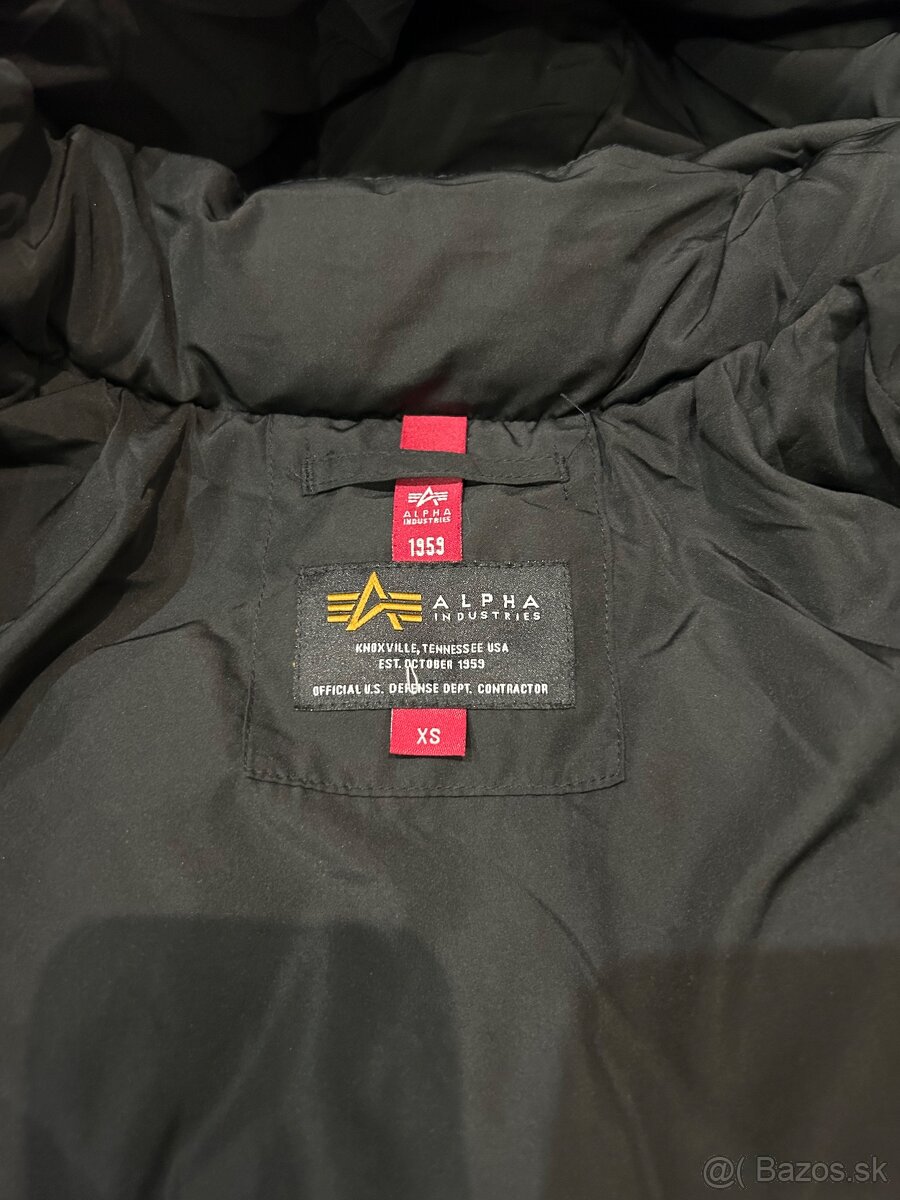 ALPHA
INDUSTRIES
1959
ALPHA
INDUSTRIES
KNOXVILLE, TENNESSEE USA
EST. OCTOBER 1959
OFFICIAL U.S. DEFENSE DEPT. CONTRACTOR
XS
@( Bazos.sk